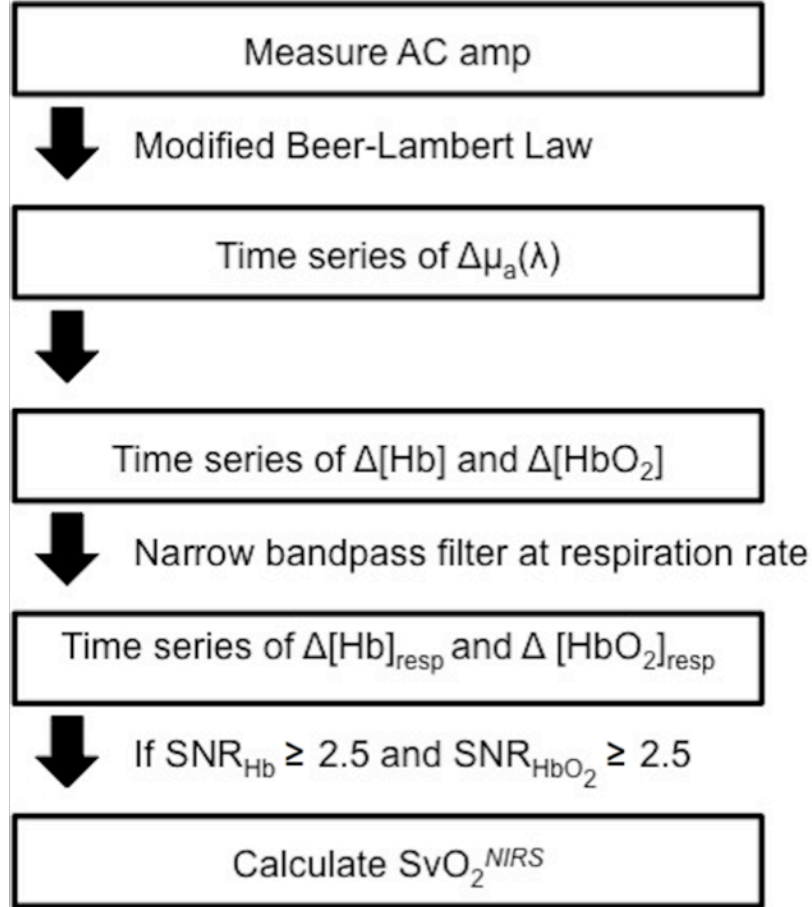 Measure AC amp
Modified Beer-Lambert Law
Time series of Δμₐ(λ)
Time series of Δ[Hb] and Δ[HbO₂]
Narrow bandpass filter at respiration rate
Time series of Δ[Hb]resp and Δ [HbO₂]resp
If SNRHb ≥ 2.5 and SNRHbO₂ ≥ 2.5
Calculate SvO₂NIRS